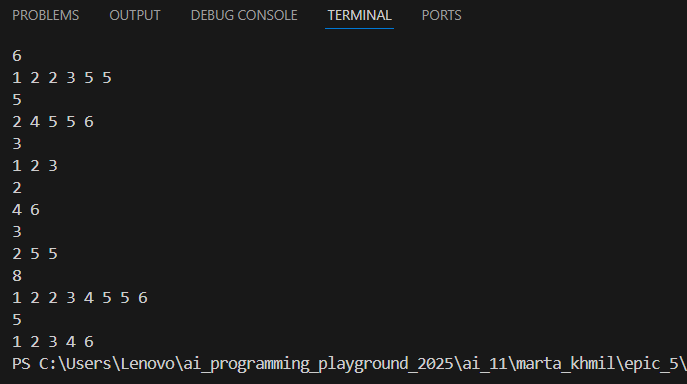 PROBLEMS OUTPUT DEBUG CONSOLE TERMINAL PORTS
6
1 2 2 3 5 5
5
2 4 5 5 6
3
1 2 3
2
4 6
3
2 5 5
8
1 2 2 3 4 5 5 6
5
1 2 3 4 6
PS C:\Users\Lenovo\ai_programming_playground_2025\ai_11\marta_khmil\epic_5\